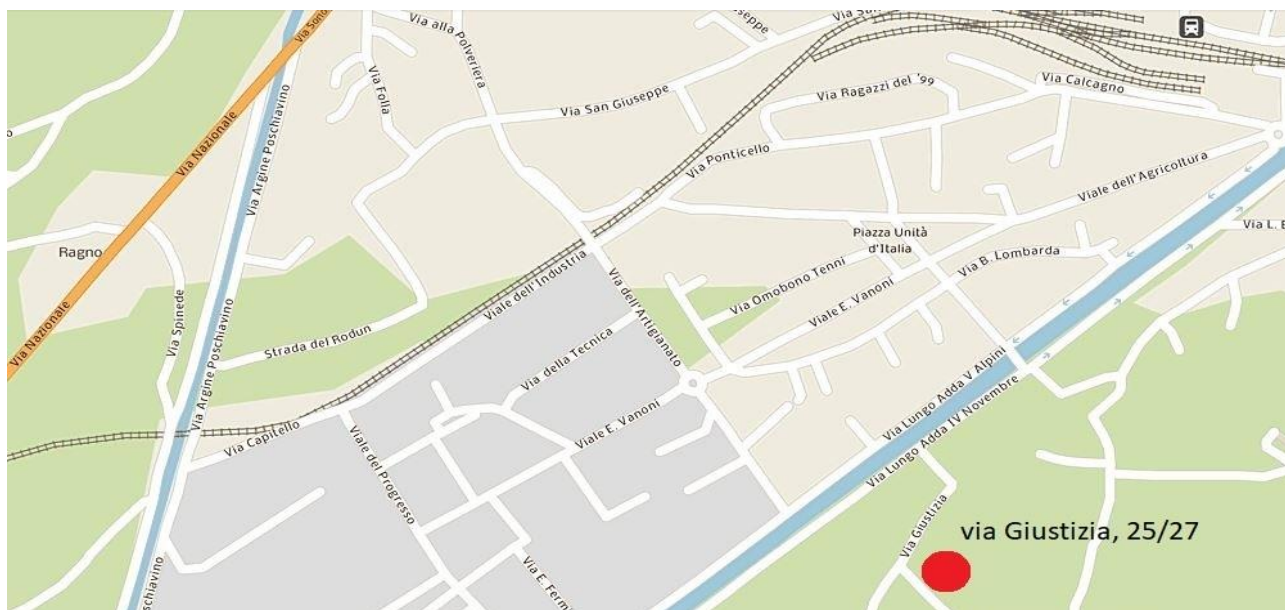 Via alla Polveriera
Via Folla
Via San Giuseppe
Via Ragazzi del '99
Via Calcagno
Via Nazionale
Via Argine Poschiavino
Via Ponticello
Viale dell'Agricoltura
Ragno
Piazza Unità
d'Italia
Via B. Lombarda
Viale dell'Industria
Via dell'Artigianato
Via Omobono Tenni
Viale E. Vanoni
Via Spinede
Via Nazionale
Strada del Rodun
Via Argine Poschiavino
Via della Tecnica
Via Lungo Adda V Alpini
Via Lungo Adda IV Novembre
Viale E. Vanoni
Via Capitello
Viale del Progresso
Via Giustizia
via Giustizia, 25/27
Via E. Fermi
Poschiavino